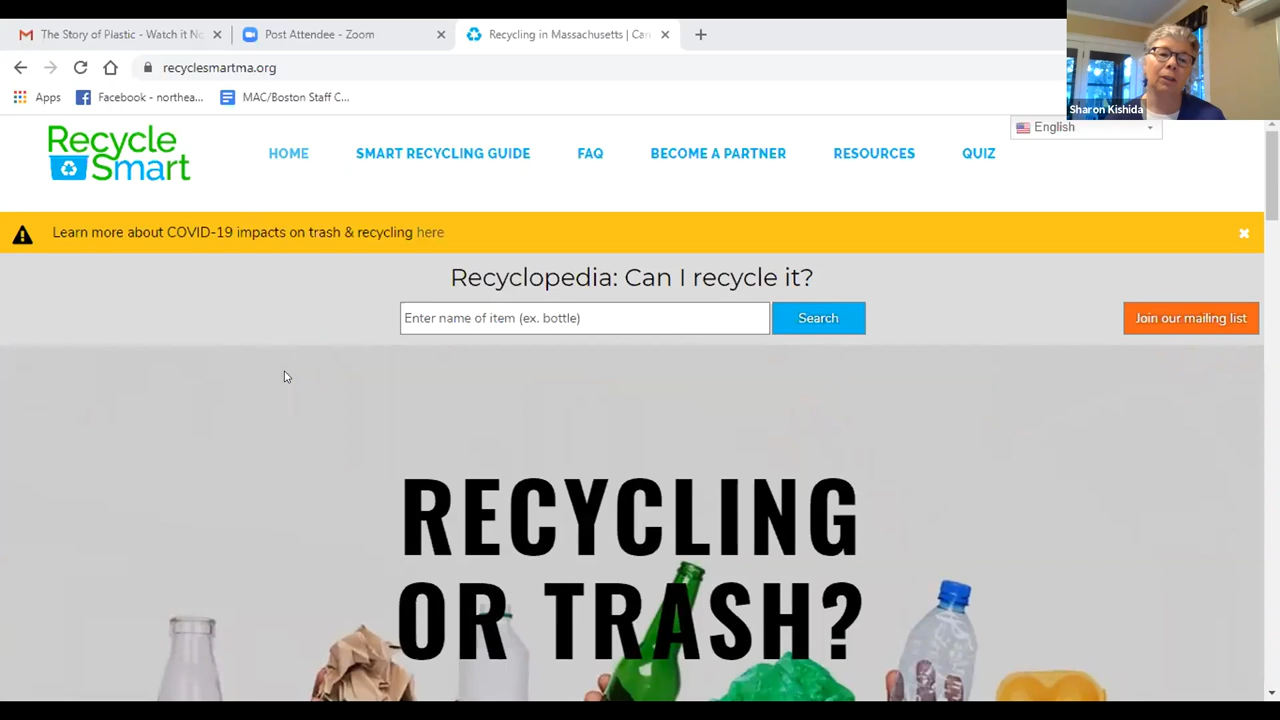 The Story of Plastic - Watch it No
Post Attendee - Zoom
Recycling in Massachusetts | Can
recyclesmartma.org
Sharon Kishida
Apps
Facebook - northea...
MAC/Boston Staff C...
English
Recycle
Smart
HOME
SMART RECYCLING GUIDE
FAQ
BECOME A PARTNER
RESOURCES
QUIZ
Learn more about COVID-19 impacts on trash & recycling here
Recyclopedia: Can I recycle it?
Enter name of item (ex. bottle)
Search
Join our mailing list
RECYCLING
OR TRASH?